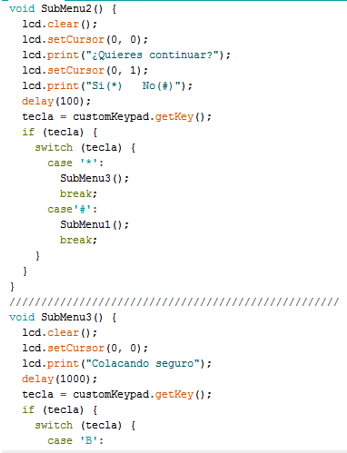 void SubMenu2() {
lcd.clear();
lcd.setCursor(0, 0);
lcd.print("¿Quieres continuar?");
lcd.setCursor(0, 1);
lcd.print("Si(*)   No(#)");
delay(100);
tecla = customKeypad.getKey();
if (tecla) {
switch (tecla) {
case '*':
SubMenu3();
break;
case'#':
SubMenu1();
break;
}
}
}
////////////////////////////////////////////////////
void SubMenu3() {
lcd.clear();
lcd.setCursor(0, 0);
lcd.print("Colacando seguro");
delay(1000);
tecla = customKeypad.getKey();
if (tecla) {
switch (tecla) {
case 'B':